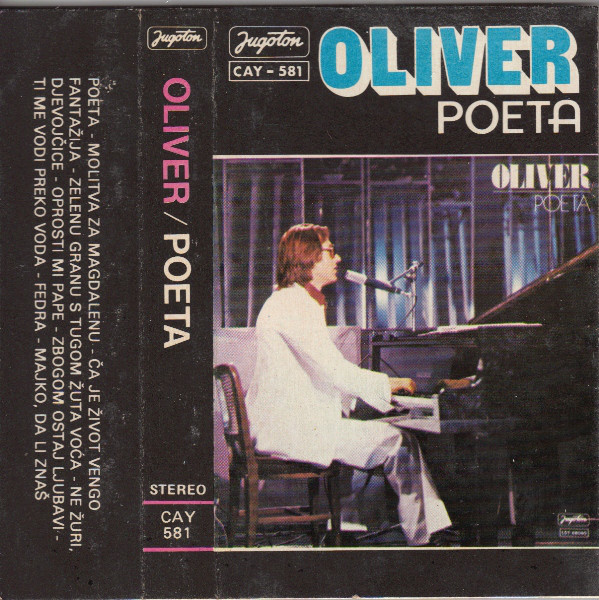 POETA - MOLITVA ZA MAGDALENU - ČA JE ŽIVOT VENGO
FANTAŽIJA - ZELENU GRANU S TUGOM ŽUTA VOĆA - NE ŽURI,
DJEVOJČICE - OPROSTI MI PAPE - ZBOGOM OSTAJ LJUBAVI -
TI ME VODI PREKO VODA - FEDRA - MAJKO, DA LI ZNAŠ
Jugoton
OLIVER / POETA
STEREO
CAY
581
Jugoton
CAY - 581
OLIVER
POETA
OLIVER
POETA
Jugoton